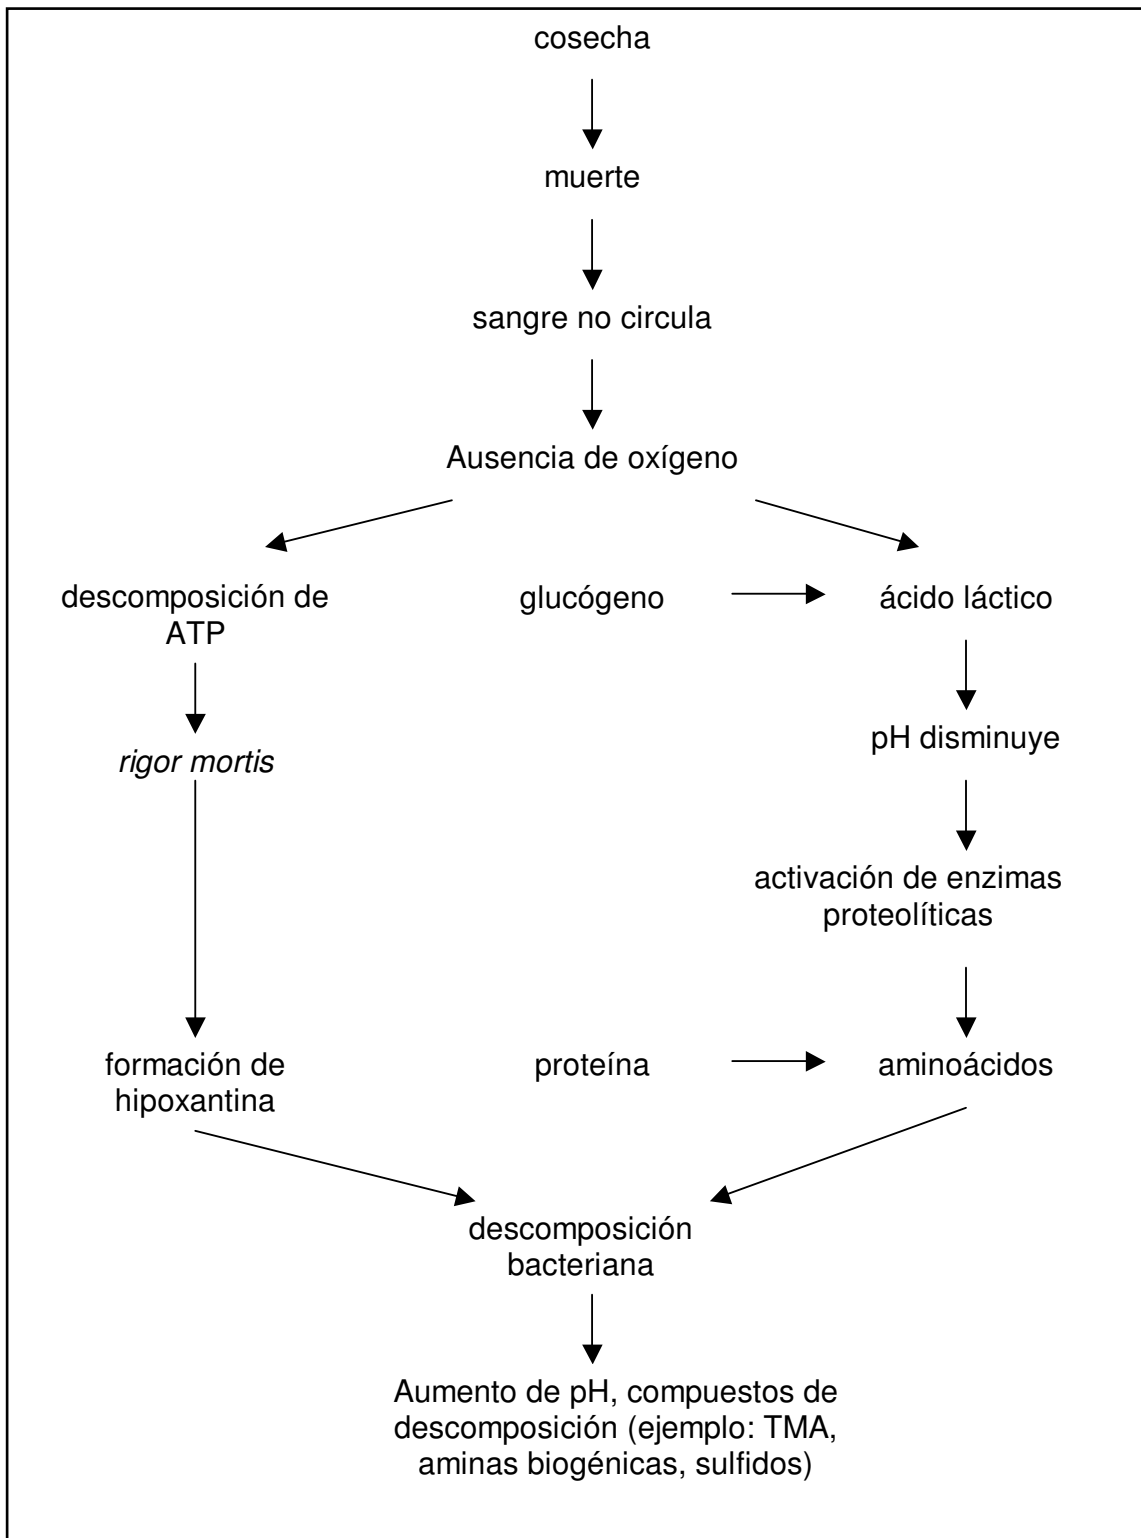 cosecha
muerte
sangre no circula
Ausencia de oxígeno
descomposición de
ATP
glucógeno
ácido láctico
rigor mortis
pH disminuye
activación de enzimas
proteolíticas
formación de
hipoxantina
proteína
aminoácidos
descomposición
bacteriana
Aumento de pH, compuestos de
descomposición (ejemplo: TMA,
aminas biogénicas, sulfidos)